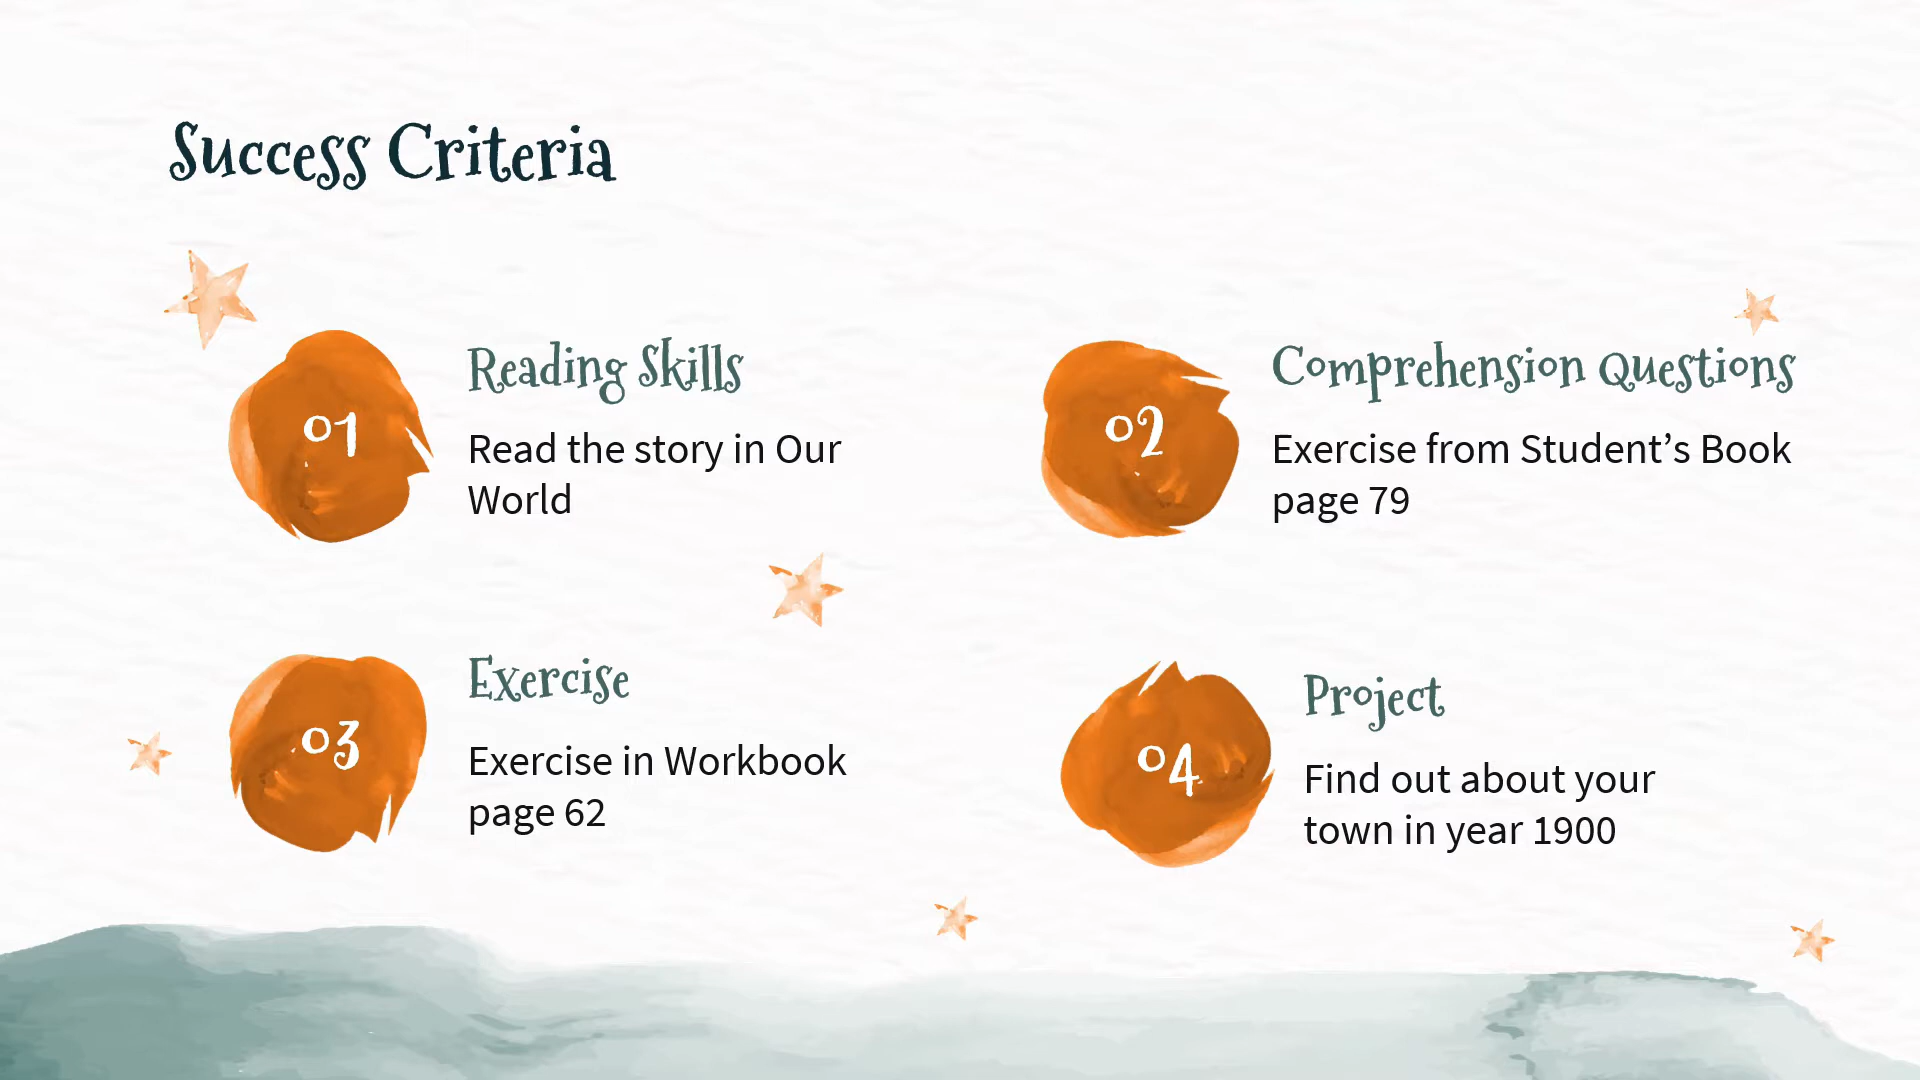 Success Criteria
01
Reading Skills
Read the story in Our
World
02
Comprehension Questions
Exercise from Student’s Book
page 79
03
Exercise
Exercise in Workbook
page 62
04
Project
Find out about your
town in year 1900